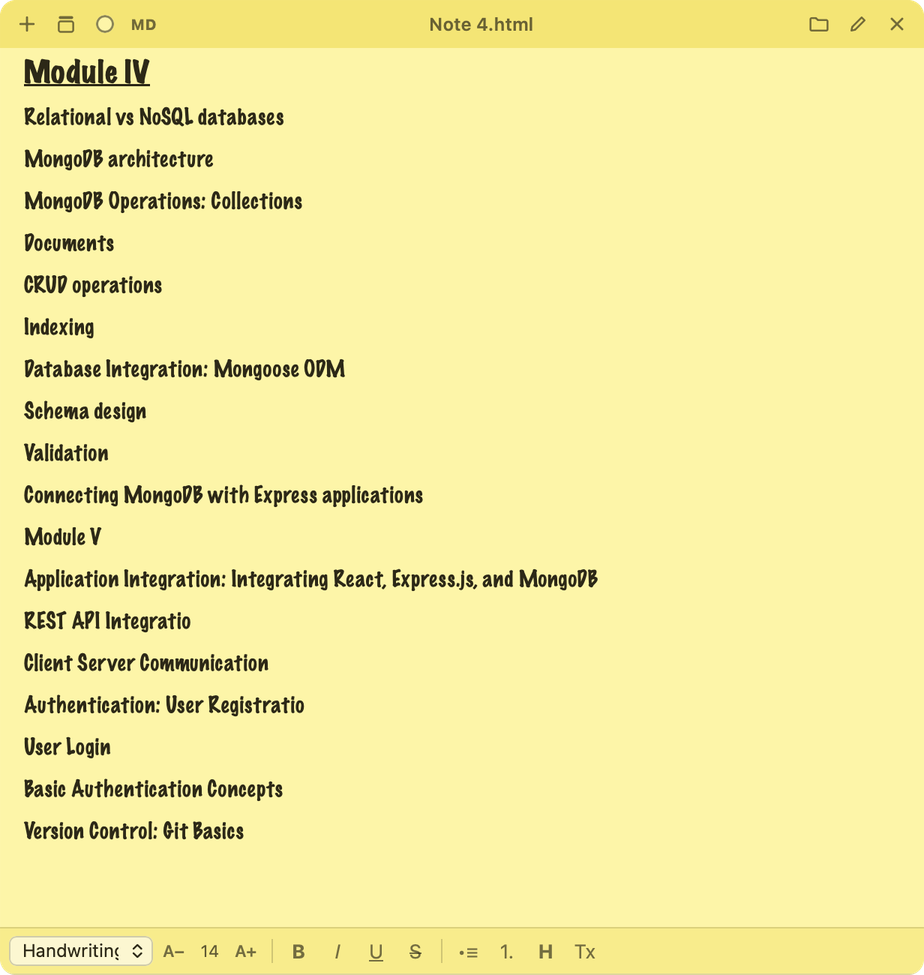 MD
Note 4.html
Module IV
Relational vs NoSQL databases
MongoDB architecture
MongoDB Operations: Collections
Documents
CRUD operations
Indexing
Database Integration: Mongoose ODM
Schema design
Validation
Connecting MongoDB with Express applications
Module V
Application Integration: Integrating React, Express.js, and MongoDB
REST API Integratio
Client Server Communication
Authentication: User Registratio
User Login
Basic Authentication Concepts
Version Control: Git Basics
Handwriting A− 14 A+ B I U S 1. H Tx